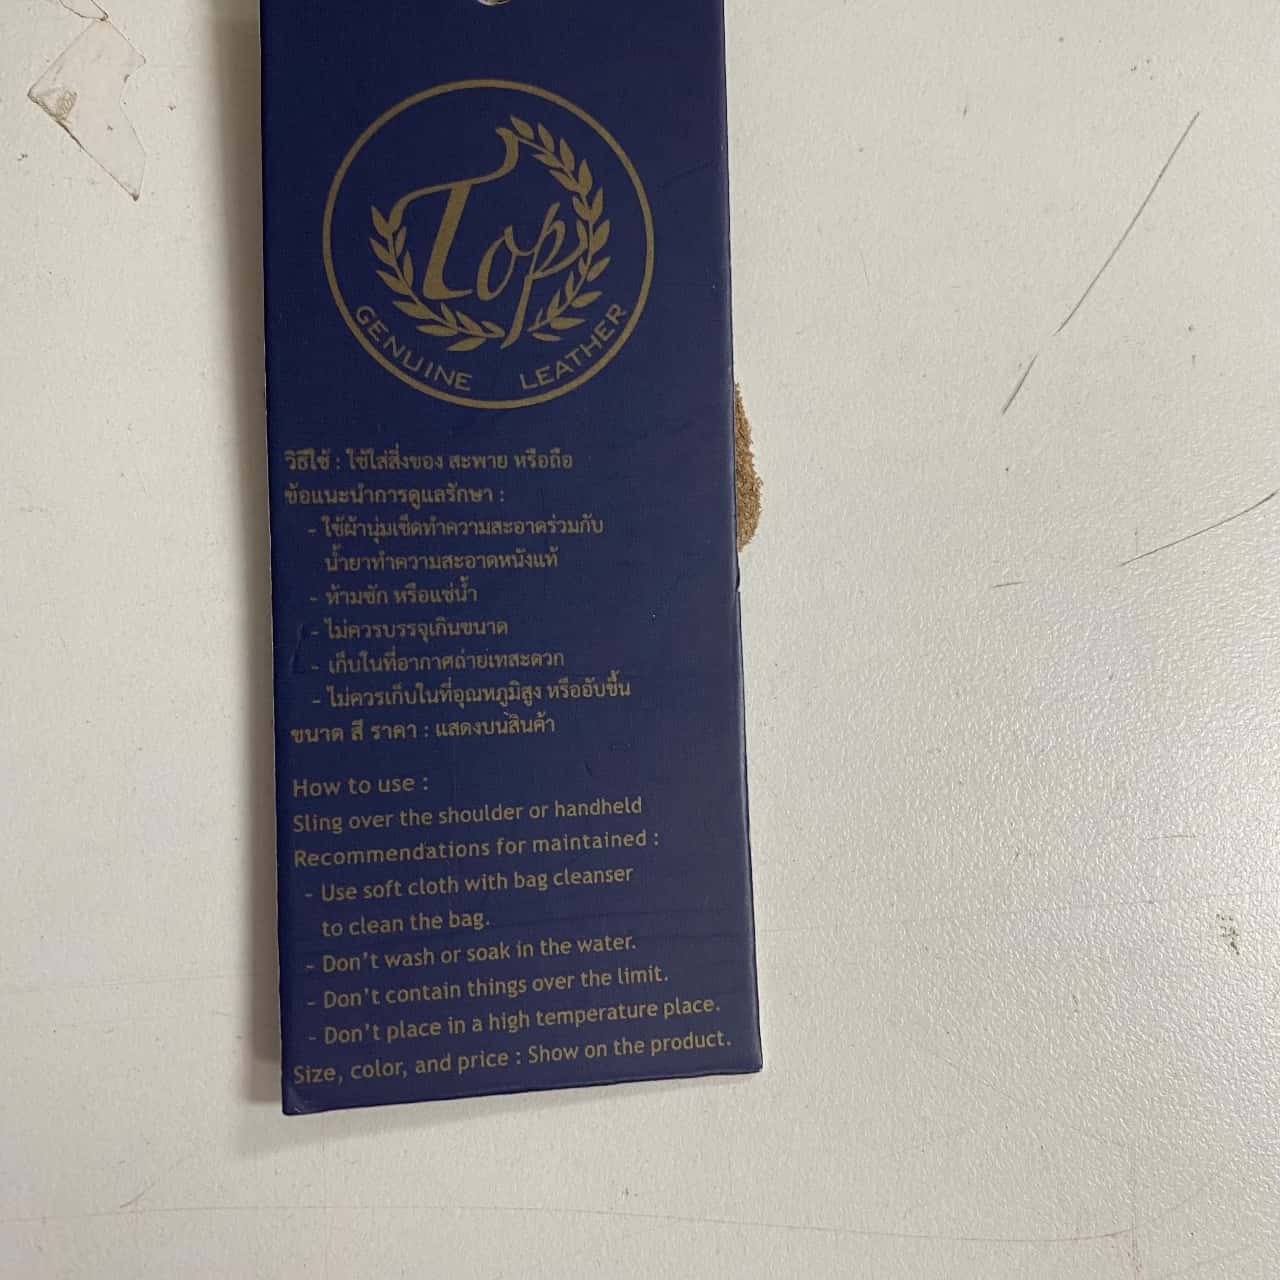 Top
GENUINE LEATHER
วิธีใช้ : ใช้ใส่สิ่งของ สะพาย หรือถือ
ข้อแนะนำการดูแลรักษา :
- ใช้ผ้านุ่มเช็ดทำความสะอาดร่วมกับ
น้ำยาทำความสะอาดหนังแท้
- ห้ามซัก หรือแช่น้ำ
- ไม่ควรบรรจุเกินขนาด
- เก็บในที่อากาศถ่ายเทสะดวก
- ไม่ควรเก็บในที่อุณหภูมิสูง หรืออับชื้น
ขนาด สี ราคา : แสดงบนสินค้า
How to use :
Sling over the shoulder or handheld
Recommendations for maintained :
- Use soft cloth with bag cleanser
to clean the bag.
- Don't wash or soak in the water.
- Don't contain things over the limit.
- Don't place in a high temperature place.
Size, color, and price : Show on the product.